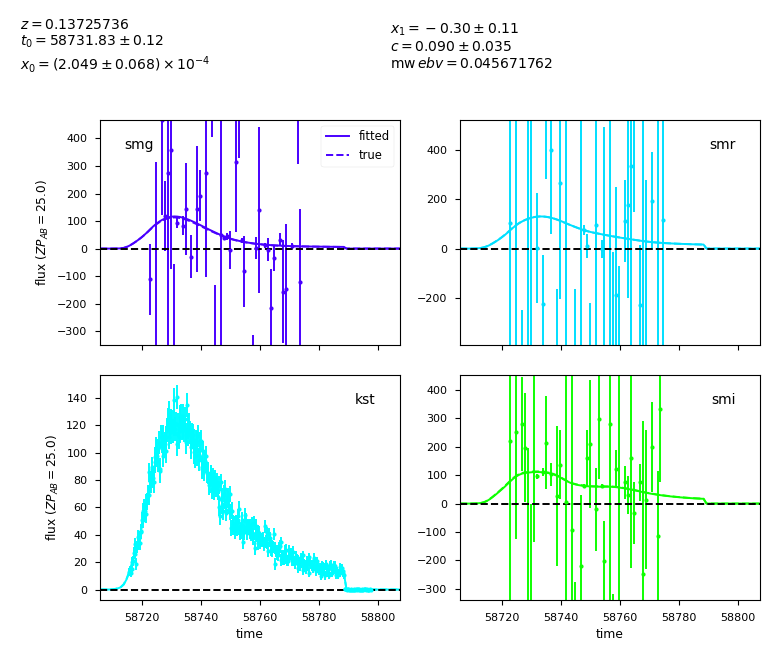 z = 0.13725736
t0 = 58731.83 ± 0.12
x0 = (2.049 ± 0.068) × 10^−4
x1 = −0.30 ± 0.11
c = 0.090 ± 0.035
mw ebv = 0.045671762
smg
fitted
true
400
300
200
100
0
−100
−200
−300
flux (ZP_AB = 25.0)
smr
400
200
0
−200
kst
140
120
100
80
60
40
20
0
flux (ZP_AB = 25.0)
58720 58740 58760 58780 58800
time
smi
400
300
200
100
0
−100
−200
−300
58720 58740 58760 58780 58800
time